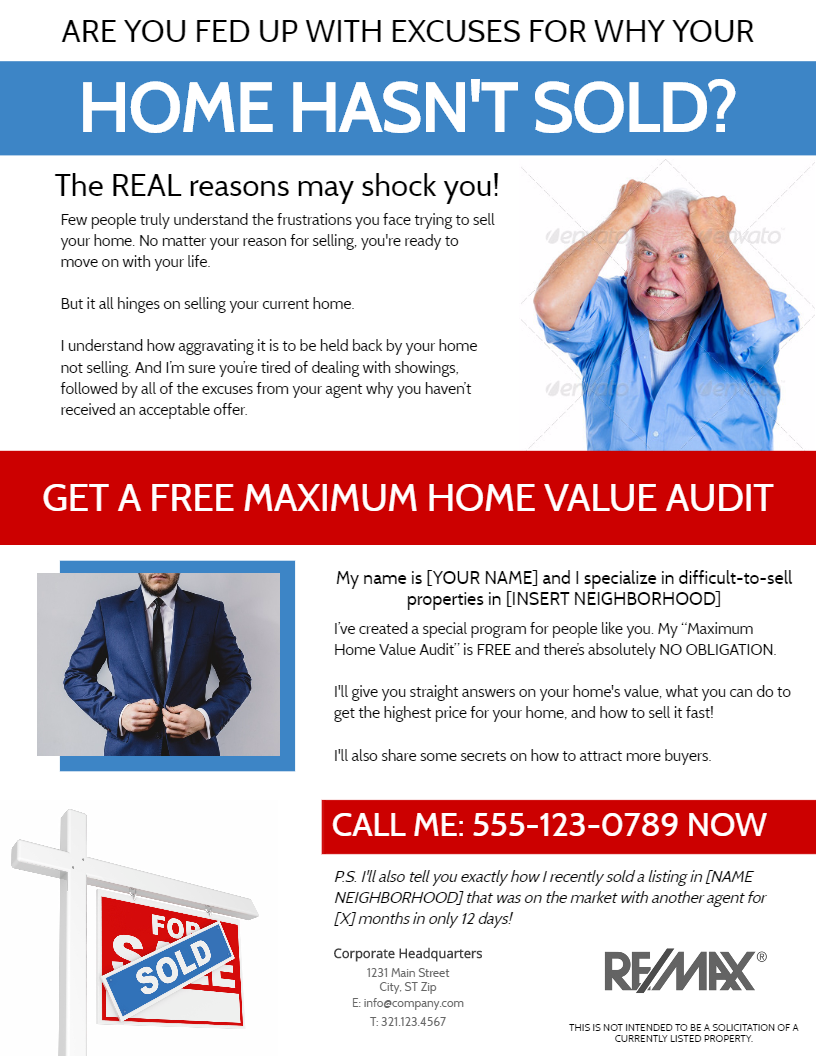 ARE YOU FED UP WITH EXCUSES FOR WHY YOUR
HOME HASN'T SOLD?
The REAL reasons may shock you!
Few people truly understand the frustrations you face trying to sell
your home. No matter your reason for selling, you're ready to
move on with your life.
But it all hinges on selling your current home.
I understand how aggravating it is to be held back by your home
not selling. And I'm sure you're tired of dealing with showings,
followed by all of the excuses from your agent why you haven't
received an acceptable offer.
envato
envato
envato
envato
GET A FREE MAXIMUM HOME VALUE AUDIT
My name is [YOUR NAME] and I specialize in difficult-to-sell
properties in [INSERT NEIGHBORHOOD]
I've created a special program for people like you. My “Maximum
Home Value Audit” is FREE and there's absolutely NO OBLIGATION.
I'll give you straight answers on your home's value, what you can do to
get the highest price for your home, and how to sell it fast!
I'll also share some secrets on how to attract more buyers.
CALL ME: 555-123-0789 NOW
P.S. I'll also tell you exactly how I recently sold a listing in [NAME
NEIGHBORHOOD] that was on the market with another agent for
[X] months in only 12 days!
FOR
SALE
SOLD
Corporate Headquarters
1231 Main Street
City, ST Zip
E: info@company.com
T: 321.123.4567
RE/MAX®
THIS IS NOT INTENDED TO BE A SOLICITATION OF A
CURRENTLY LISTED PROPERTY.